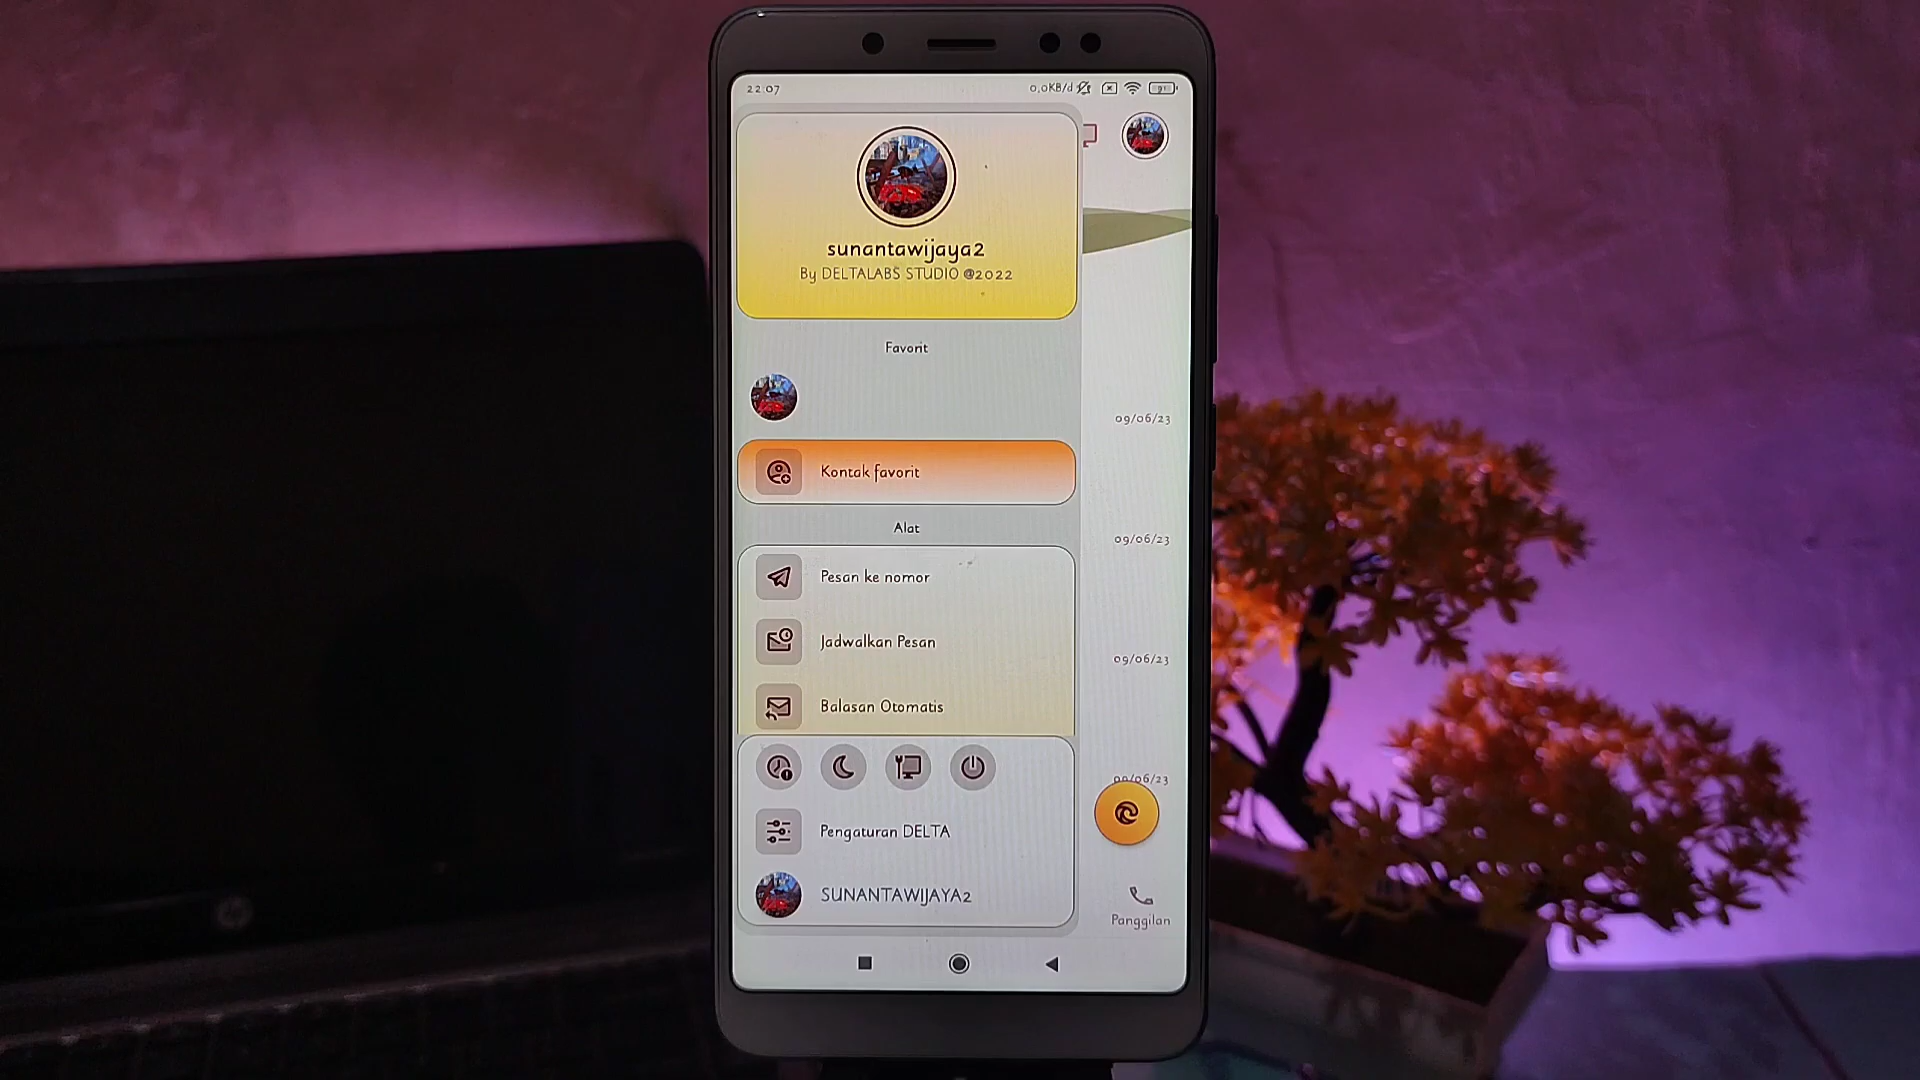 22:07
0,0KB/d
91
sunantawijaya2
By DELTALABS STUDIO @2022
Favorit
09/06/23
Kontak favorit
Alat
09/06/23
Pesan ke nomor
Jadwalkan Pesan
09/06/23
Balasan Otomatis
09/06/23
Pengaturan DELTA
SUNANTAWIJAYA2
Panggilan